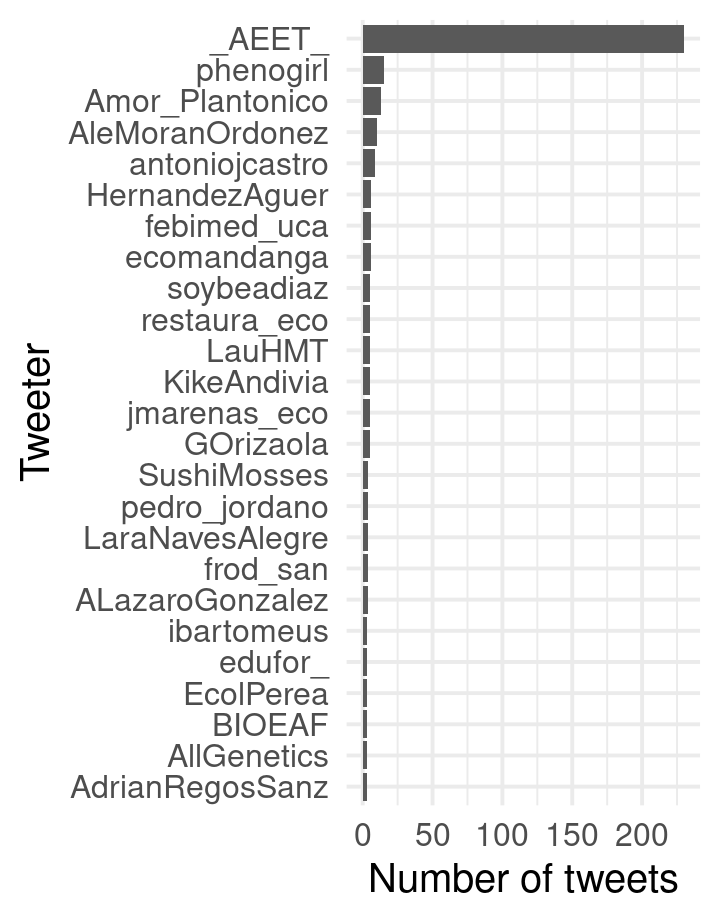 _AEET_
phenogirl
Amor_Plantonico
AleMoranOrdonez
antoniojcastro
HernandezAguer
febimed_uca
ecomandanga
soybeadiaz
restaura_eco
LauHMT
KikeAndivia
jmarenas_eco
GOrizaola
SushiMosses
pedro_jordano
LaraNavesAlegre
frod_san
ALazaroGonzalez
ibartomeus
edufor_
EcolPerea
BIOEAF
AllGenetics
AdrianRegosSanz
Tweeter
0 50 100 150 200
Number of tweets